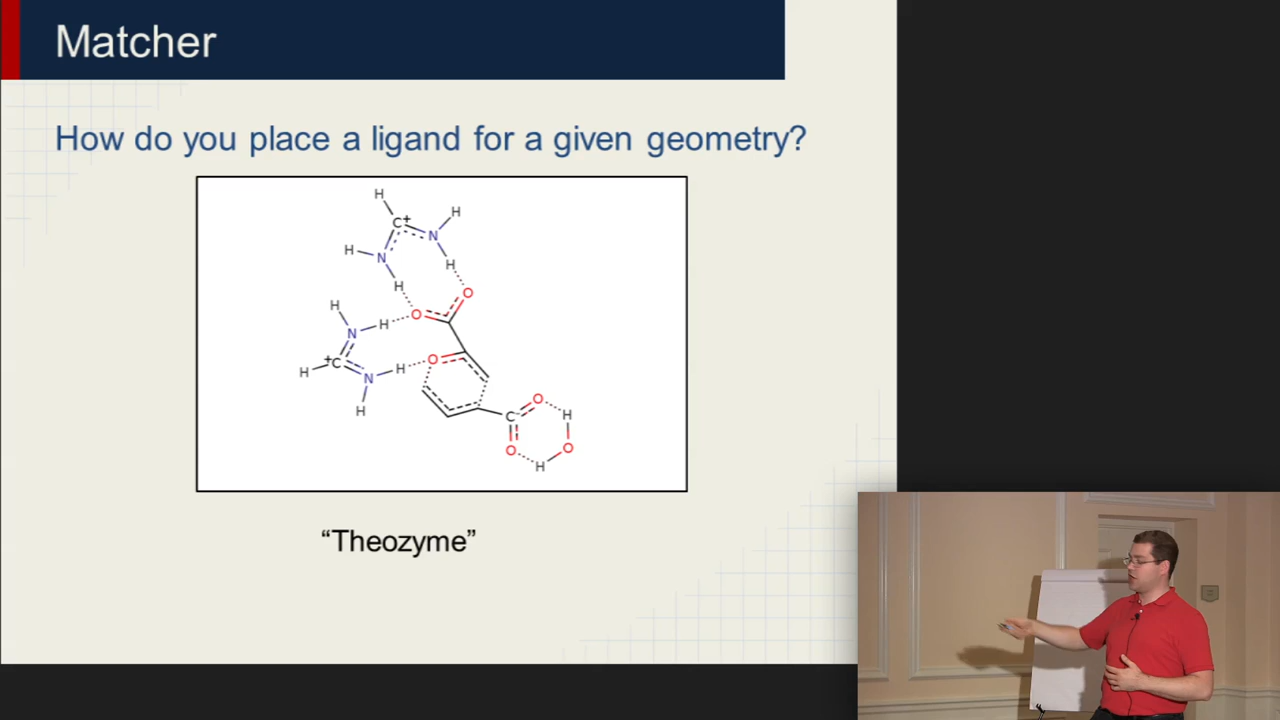 Matcher
How do you place a ligand for a given geometry?
H
C+
H
N
H
N
H
H
O
O
H
N
H
+C
H
N
H
O
H
C
O
H
O
O
H
“Theozyme”